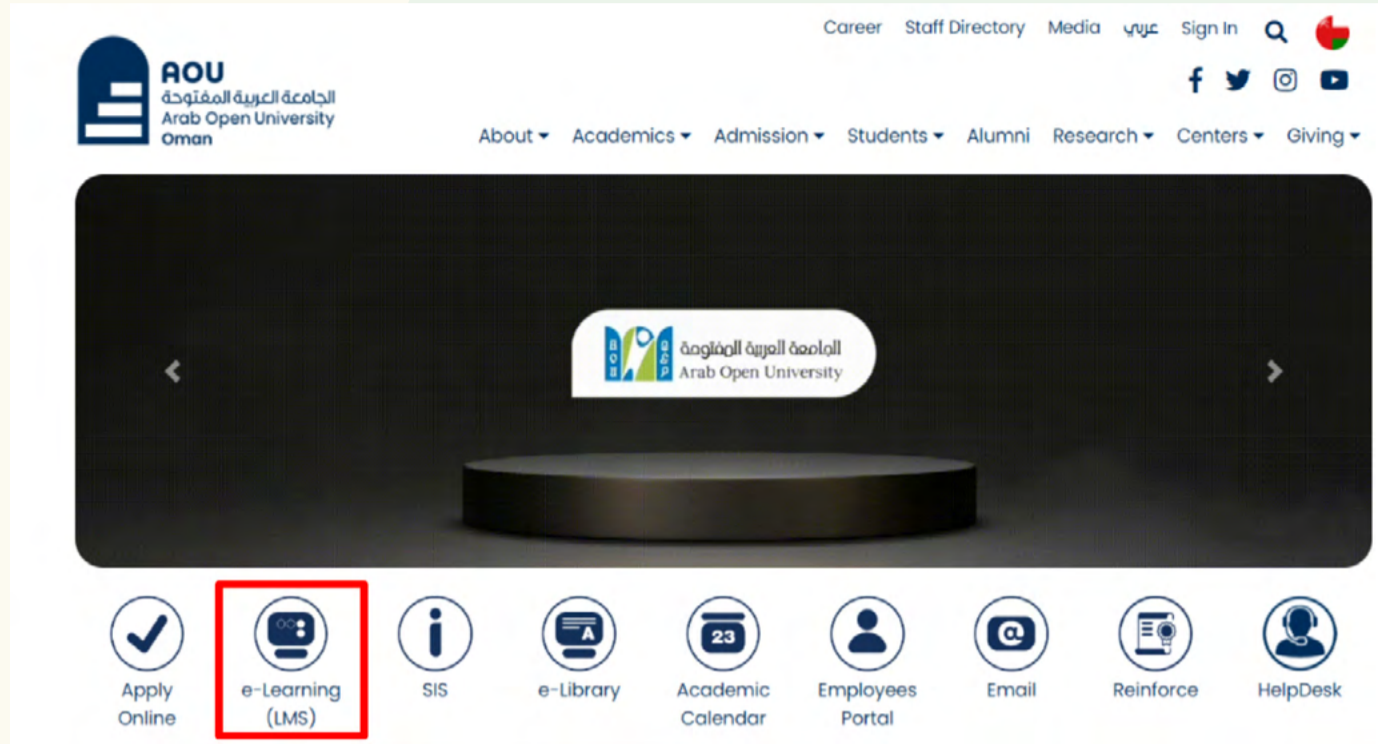 Career Staff Directory Media عربي Sign In
AOU
الجامعة العربية المفتوحة
Arab Open University
Oman
About Academics Admission Students Alumni Research Centers Giving
الجامعة العربية المفتوحة
Arab Open University
A
23
@
Apply Online
e-Learning (LMS)
SIS
e-Library
Academic Calendar
Employees Portal
Email
Reinforce
HelpDesk